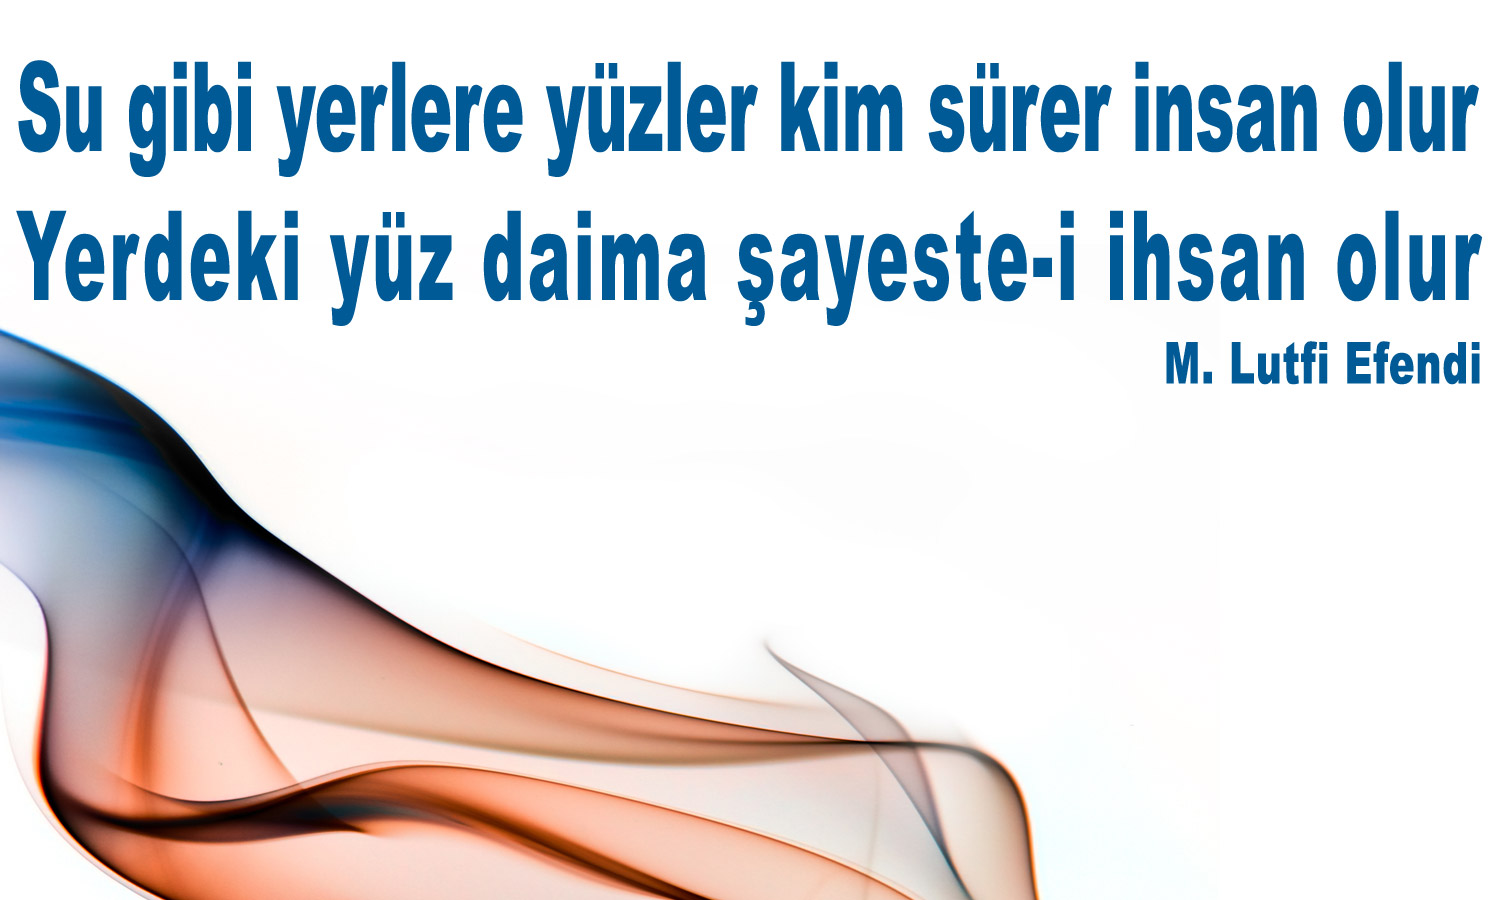 Su gibi yerlere yüzler kim sürer insan olur
Yerdeki yüz daima şayeste-i ihsan olur
M. Lutfi Efendi